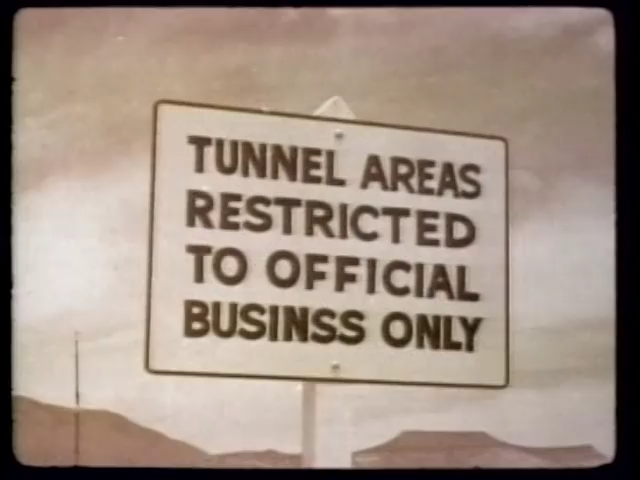 TUNNEL AREAS
RESTRICTED
TO OFFICIAL
BUSINSS ONLY